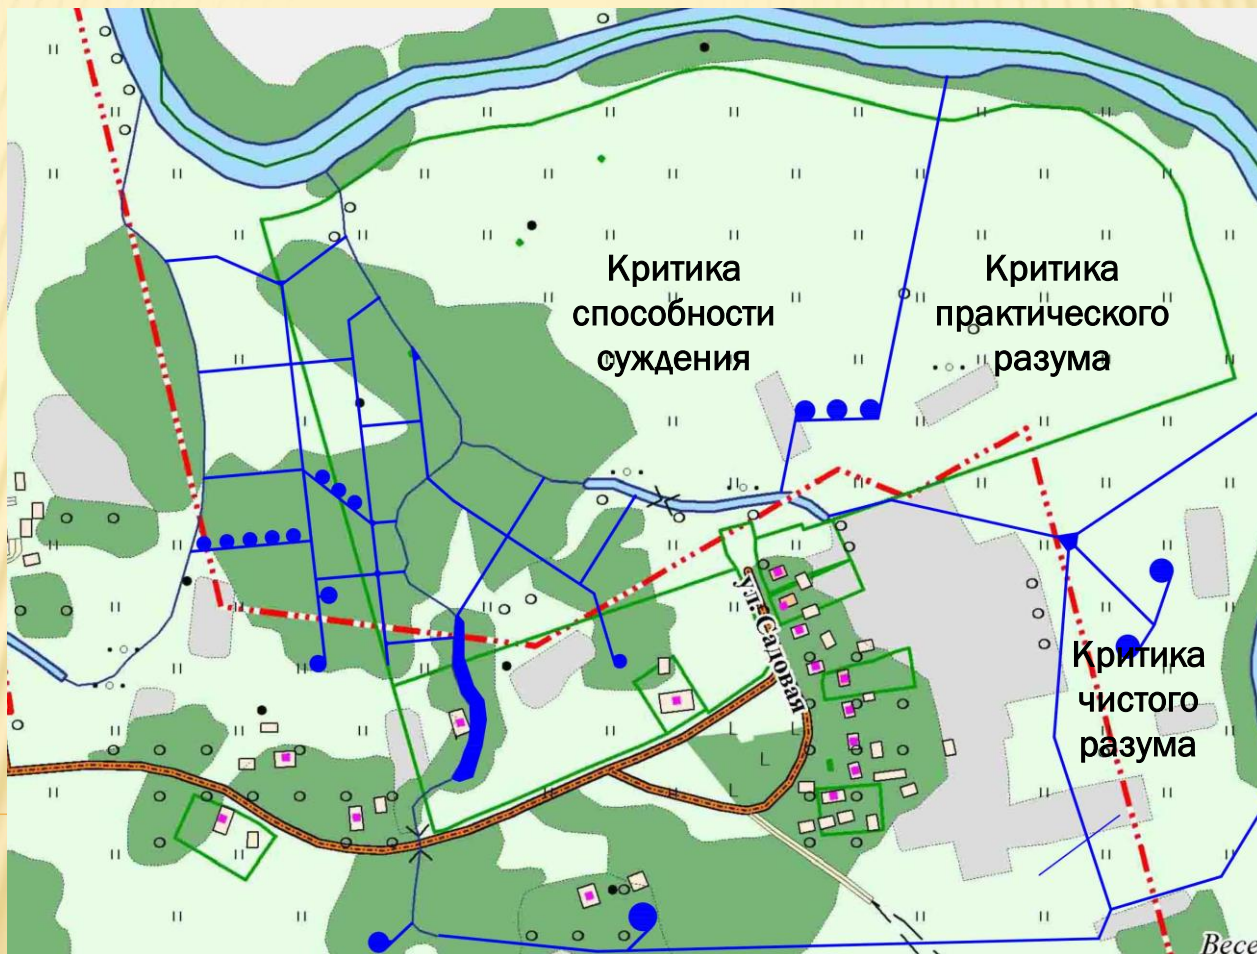 Критика
способности
суждения
Критика
практического
разума
ул. Садовая
Критика
чистого
разума
Весе